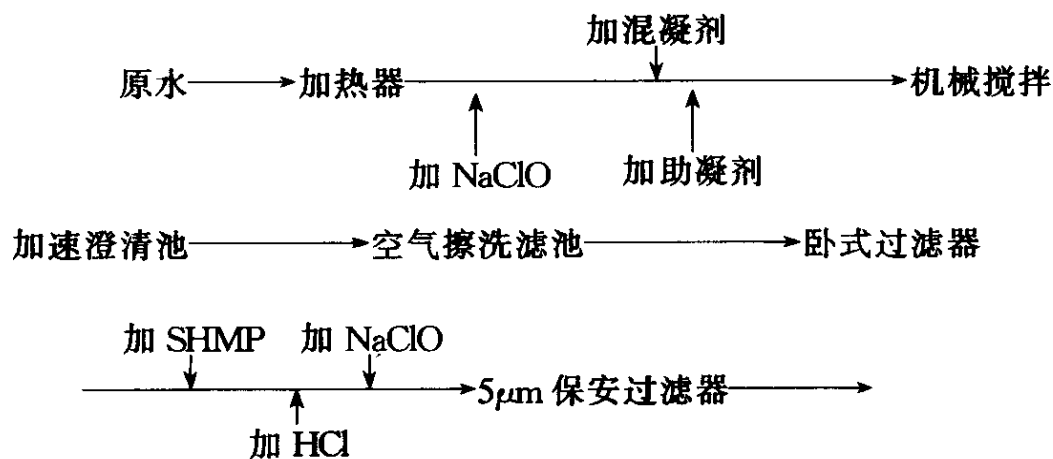 加混凝剂
原水 加热器 机械搅拌
加 NaClO 加助凝剂
加速澄清池 空气擦洗滤池 卧式过滤器
加 SHMP 加 NaClO
5μm 保安过滤器
加 HCl